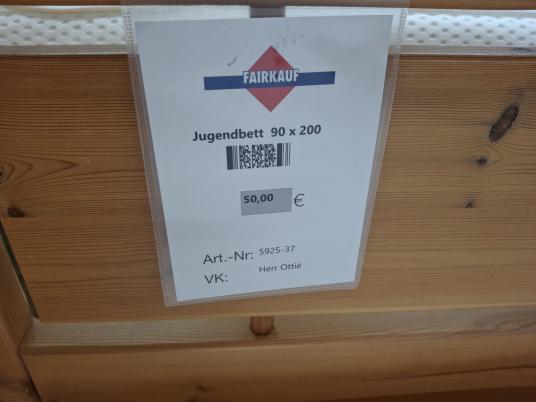 FAIRKAUF
Jugendbett 90 x 200
50,00 €
Art.-Nr: 5925-37
VK: Herr Ottié